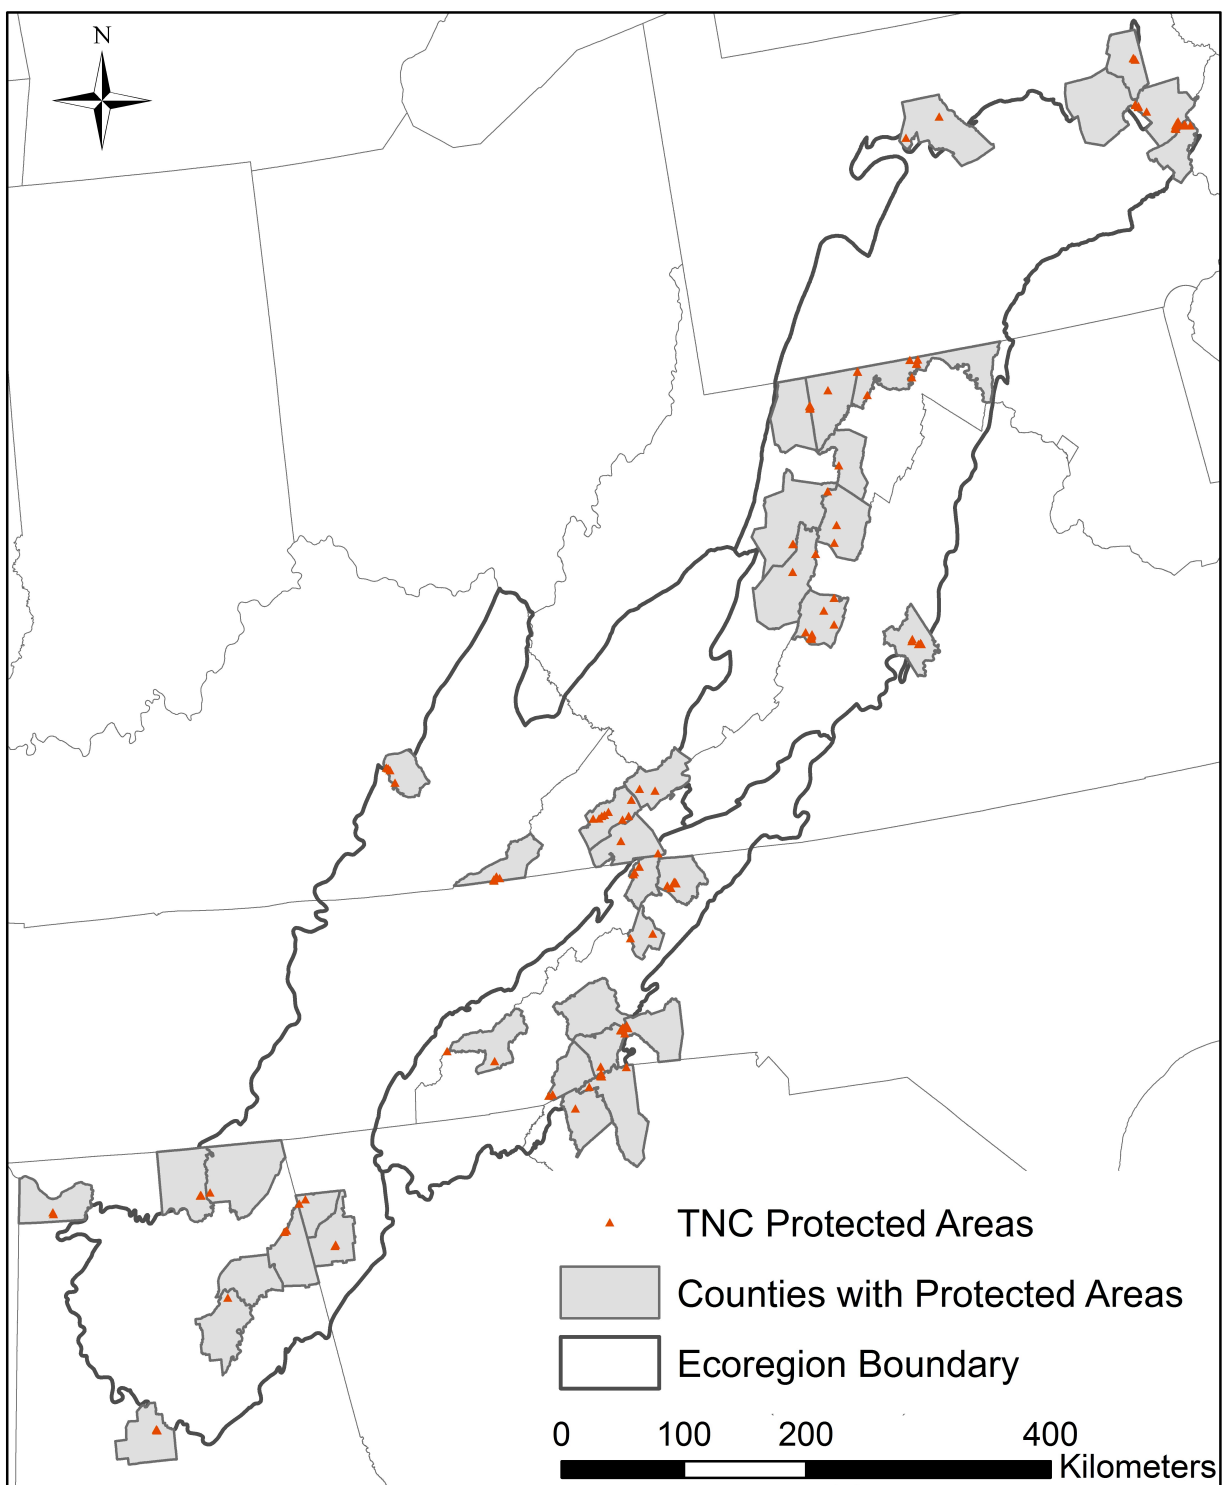 N
TNC Protected Areas
Counties with Protected Areas
Ecoregion Boundary
0 100 200 400
Kilometers